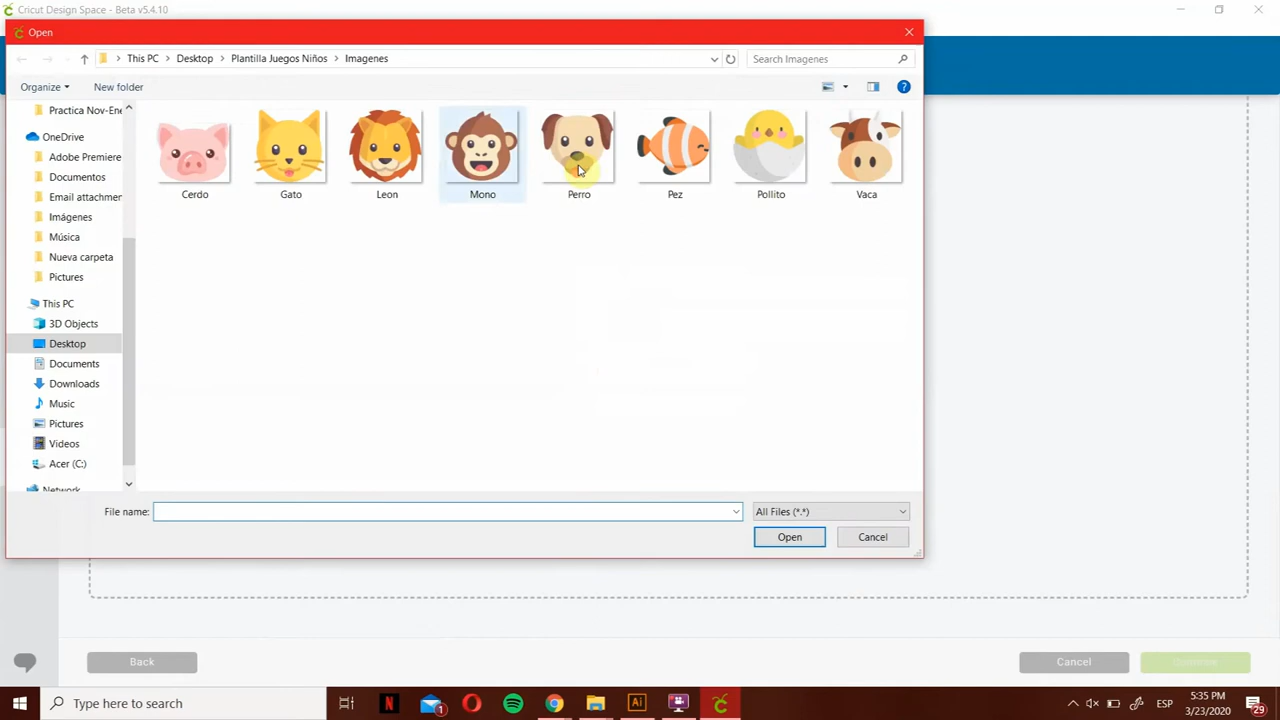 Cricut Design Space - Beta v5.4.10
Open
This PC > Desktop > Plantilla Juegos Niños > Imagenes
Search Imagenes
Organize
New folder
Practica Nov-Ene
OneDrive
Adobe Premiere
Documentos
Email attachmer
Imágenes
Música
Nueva carpeta
Pictures
This PC
3D Objects
Desktop
Documents
Downloads
Music
Pictures
Videos
Acer (C:)
Network
Cerdo
Gato
Leon
Mono
Perro
Pez
Pollito
Vaca
File name:
All Files (*.*)
Open
Cancel
Back
Cancel
Continue
Type here to search
N
1
Ai
ESP
5:35 PM
3/23/2020
29